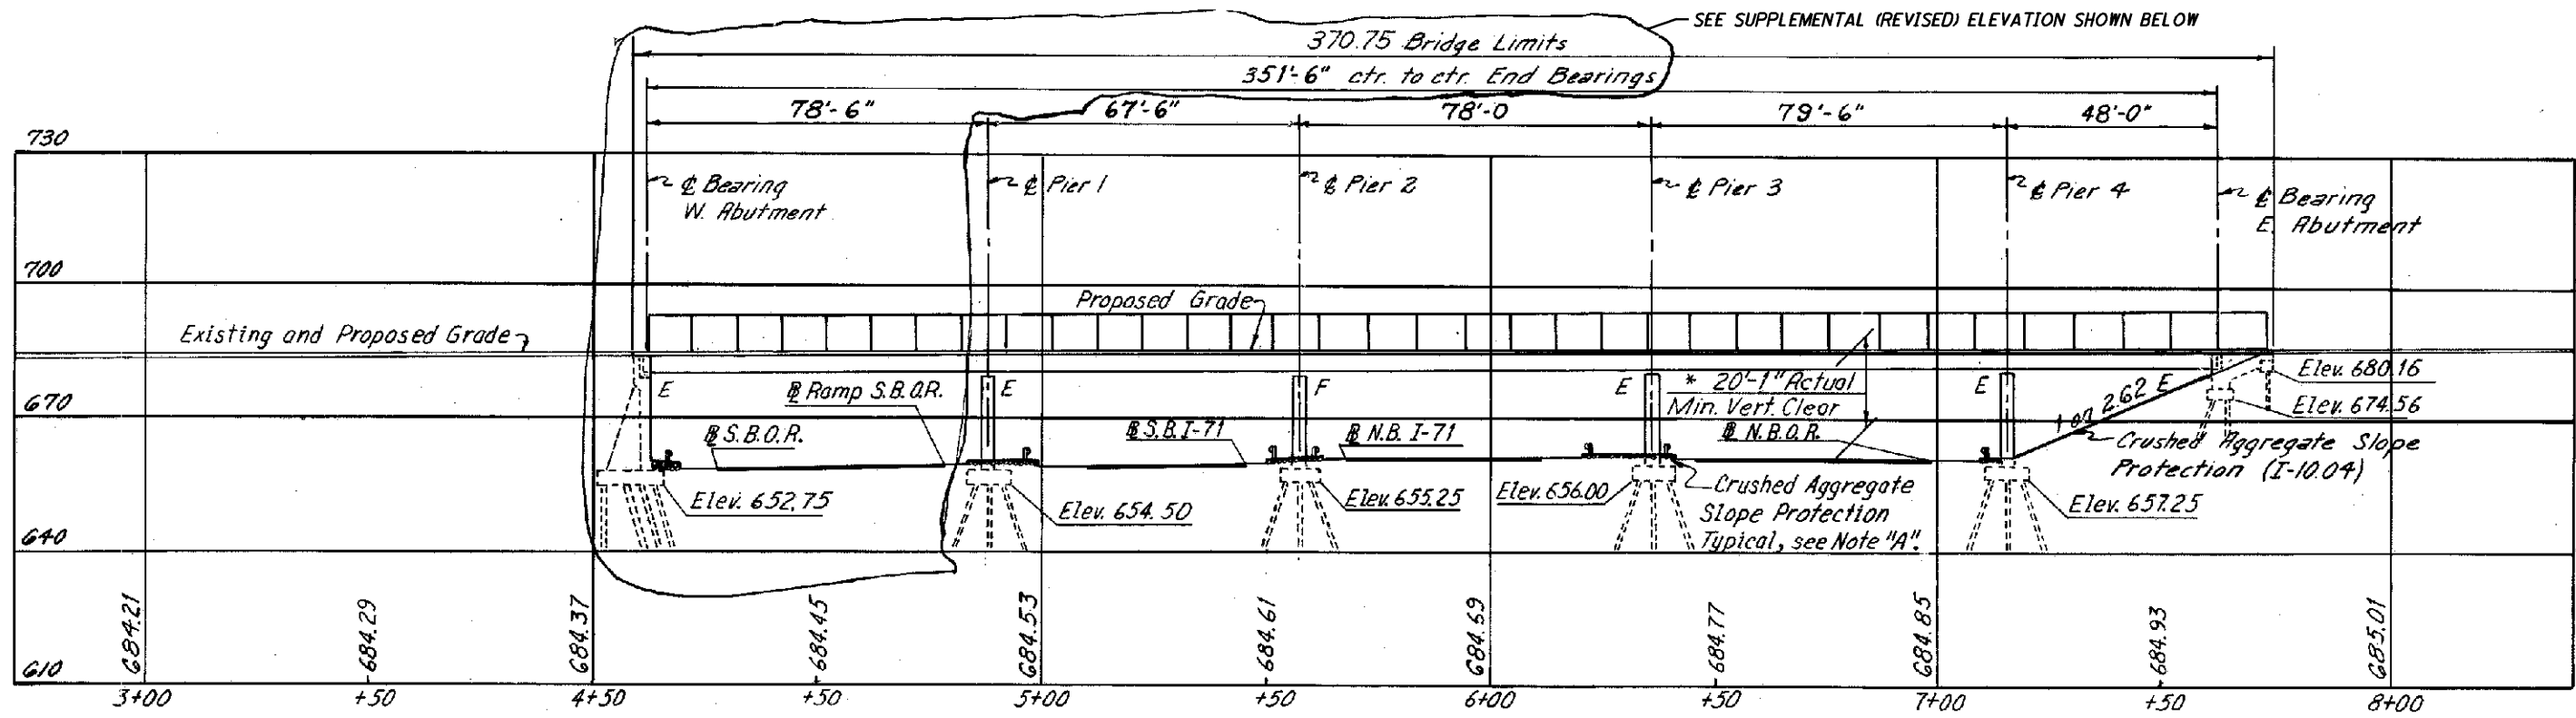 SEE SUPPLEMENTAL (REVISED) ELEVATION SHOWN BELOW
370.75 Bridge Limits
351'-6" ctr. to ctr. End Bearings
78'-6"
67'-6"
78'-0
79'-6"
48'-0"
730
℄ Bearing
W. Abutment
℄ Pier 1
℄ Pier 2
℄ Pier 3
℄ Pier 4
℄ Bearing
E. Abutment
700
Proposed Grade
Existing and Proposed Grade
E
E
F
E
E
* 20'-1" Actual
Min. Vert. Clear
1 on 2.62 E
Elev. 680.16
Elev. 674.56
670
℄ Ramp S.B.O.R.
B S.B.O.R.
B S.B. I-71
B N.B. I-71
B N.B.O.R.
Crushed Aggregate Slope
Protection (I-10.04)
Elev. 652.75
Elev. 654.50
Elev. 655.25
Elev. 656.00
Crushed Aggregate
Slope Protection
Typical, see Note "A".
Elev. 657.25
640
684.21
684.29
684.37
684.45
684.53
684.61
684.69
684.77
684.85
684.93
685.01
610
3+00
+50
4+50
+50
5+00
+50
6+00
+50
7+00
+50
8+00